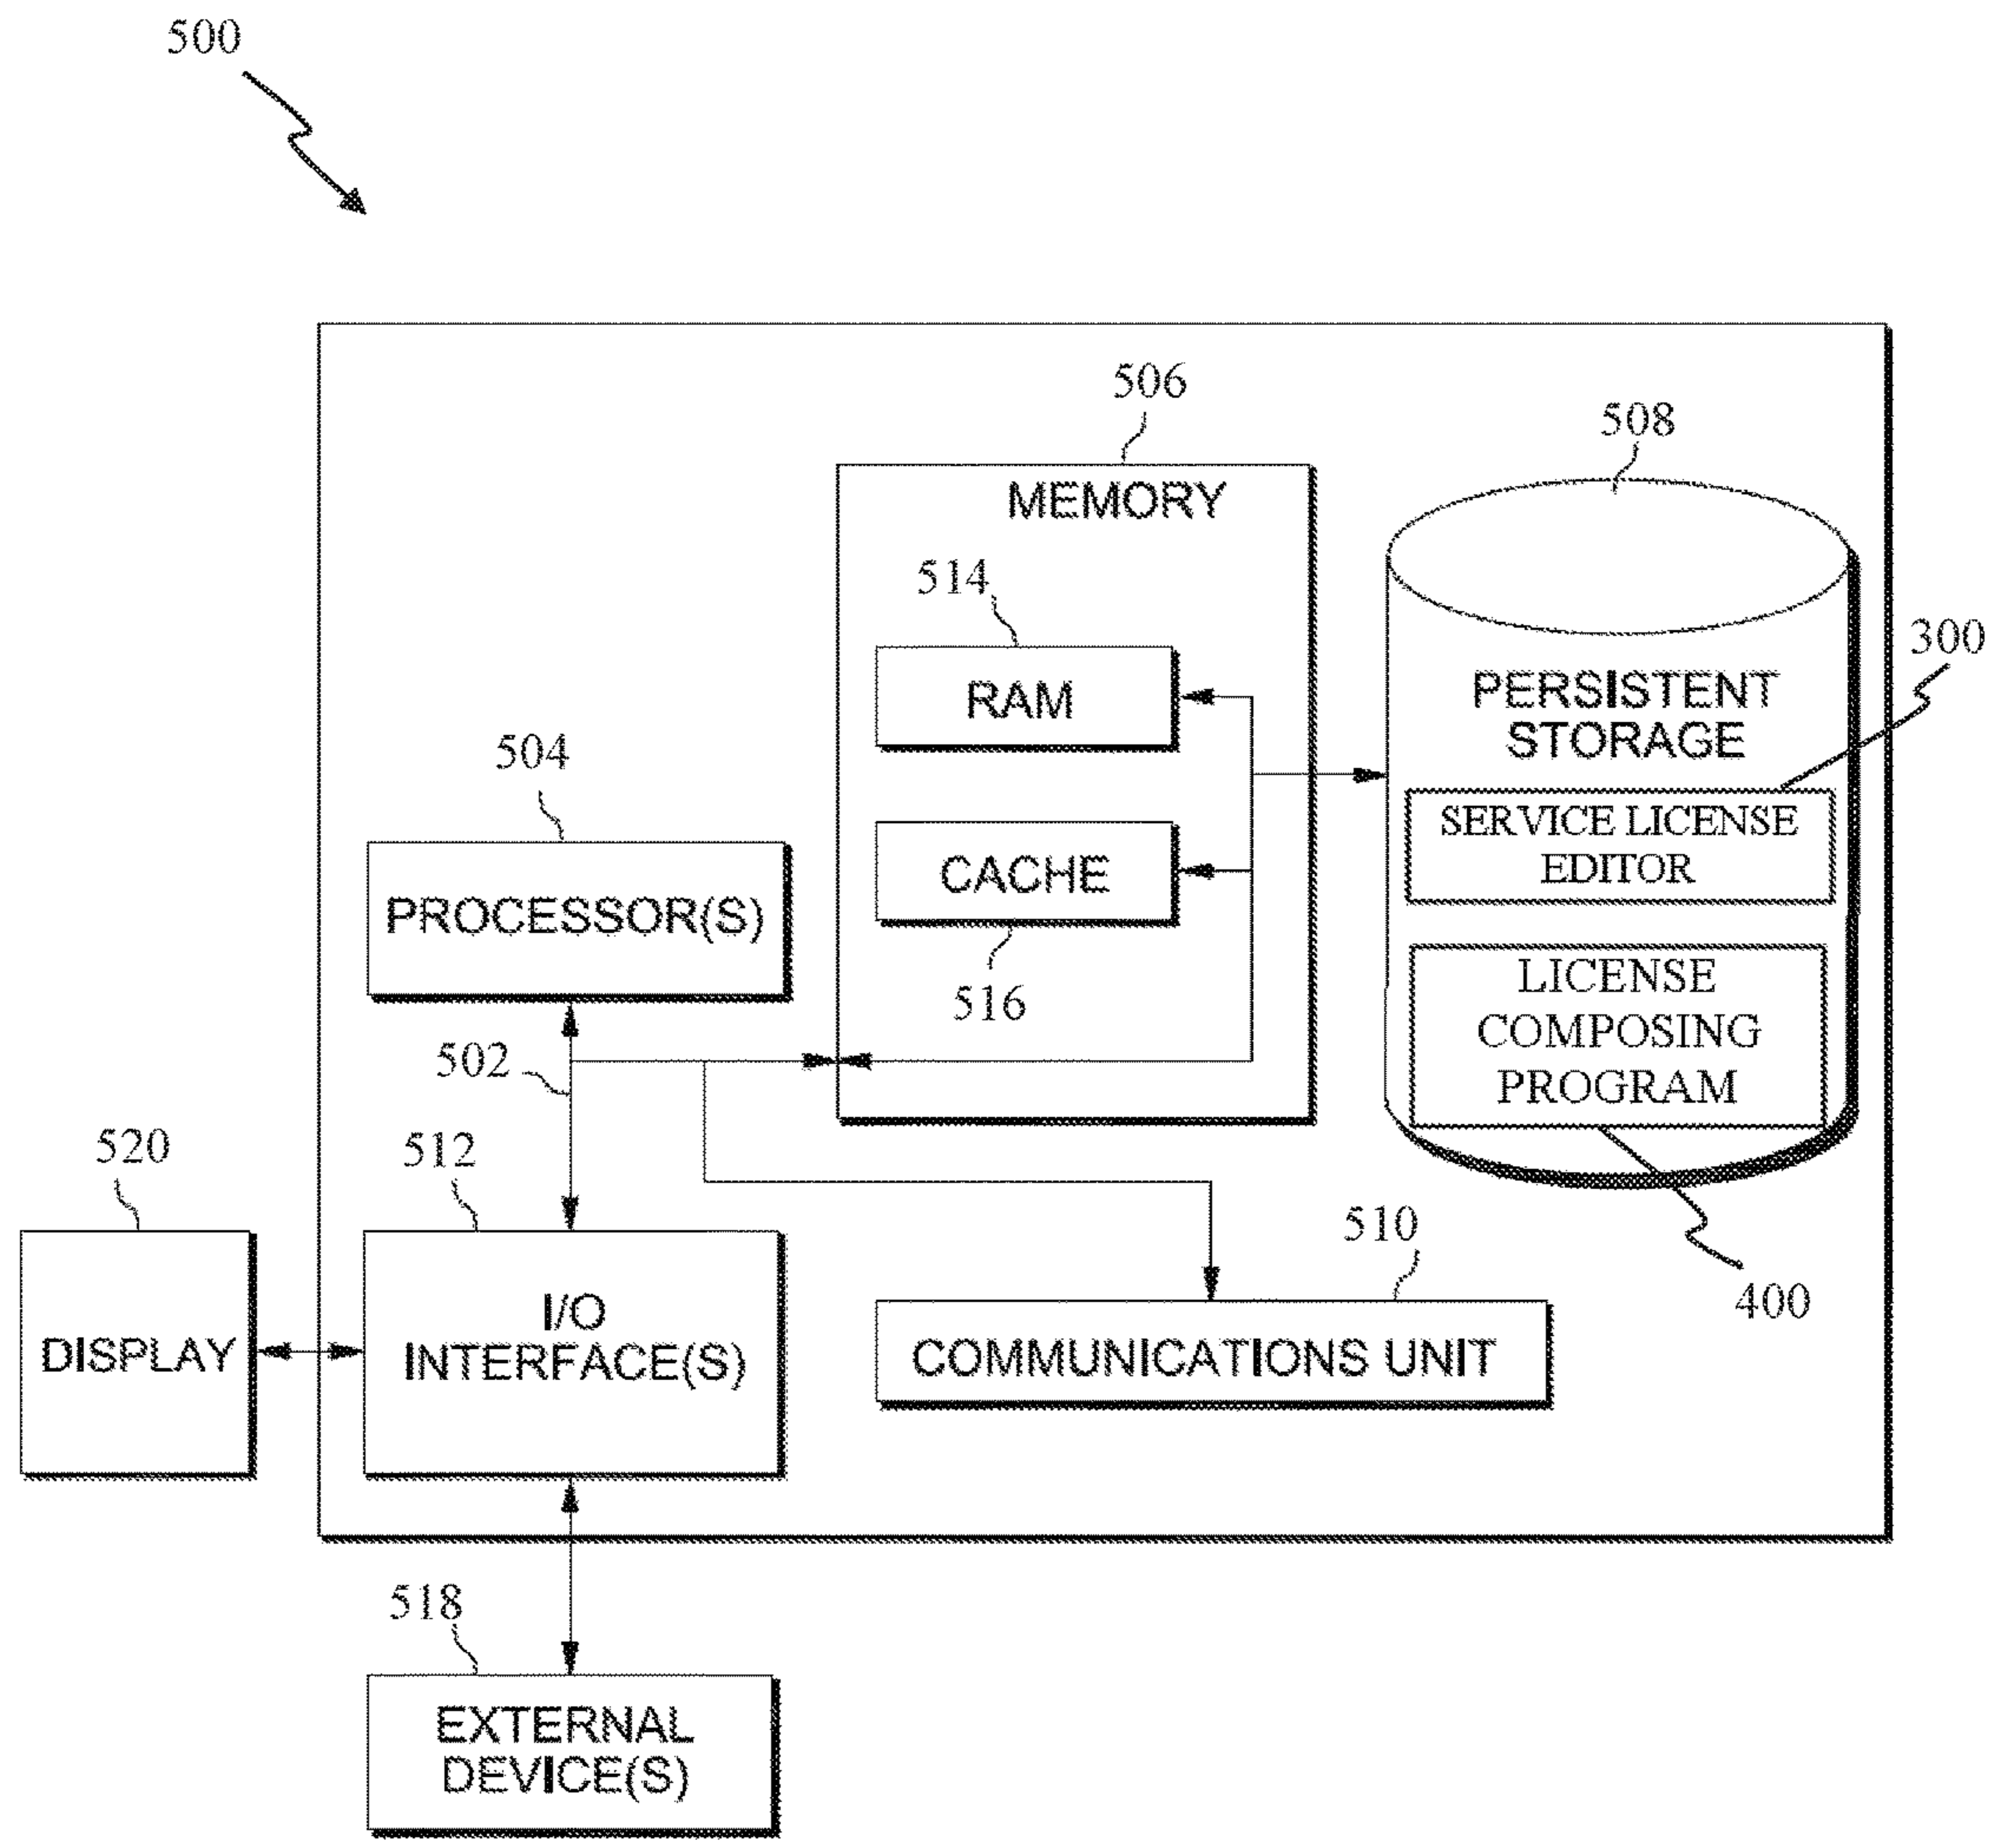 500
506
508
MEMORY
514
300
RAM
PERSISTENT
STORAGE
504
SERVICE LICENSE
EDITOR
CACHE
PROCESSOR(S)
516
LICENSE
COMPOSING
PROGRAM
502
520
512
510
400
I/O
INTERFACE(S)
DISPLAY
COMMUNICATIONS UNIT
518
EXTERNAL
DEVICE(S)